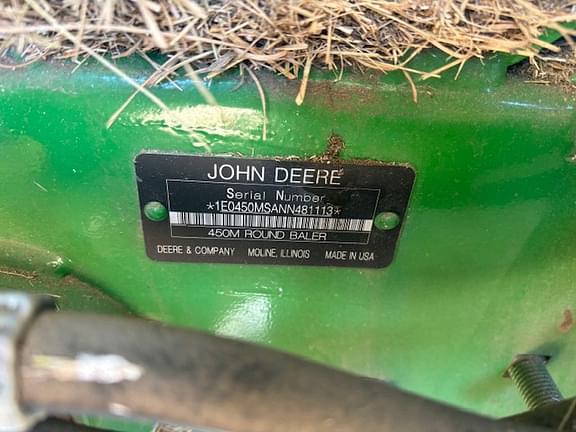 JOHN DEERE
Serial Number
*1E0450MSANN481113*
450M ROUND BALER
DEERE & COMPANY MOLINE, ILLINOIS MADE IN USA